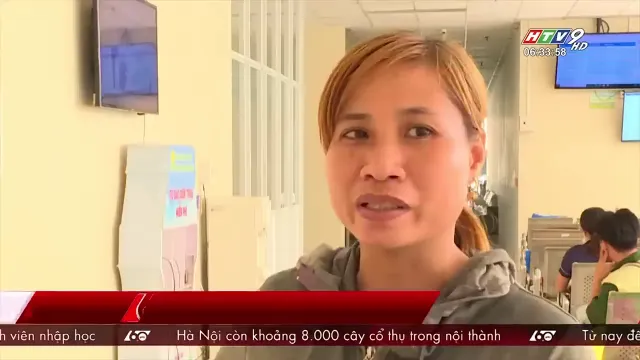 HTV9 HD
06:33:58
h viên nhập học
Hà Nội còn khoảng 8.000 cây cổ thụ trong nội thành
Từ nay đế